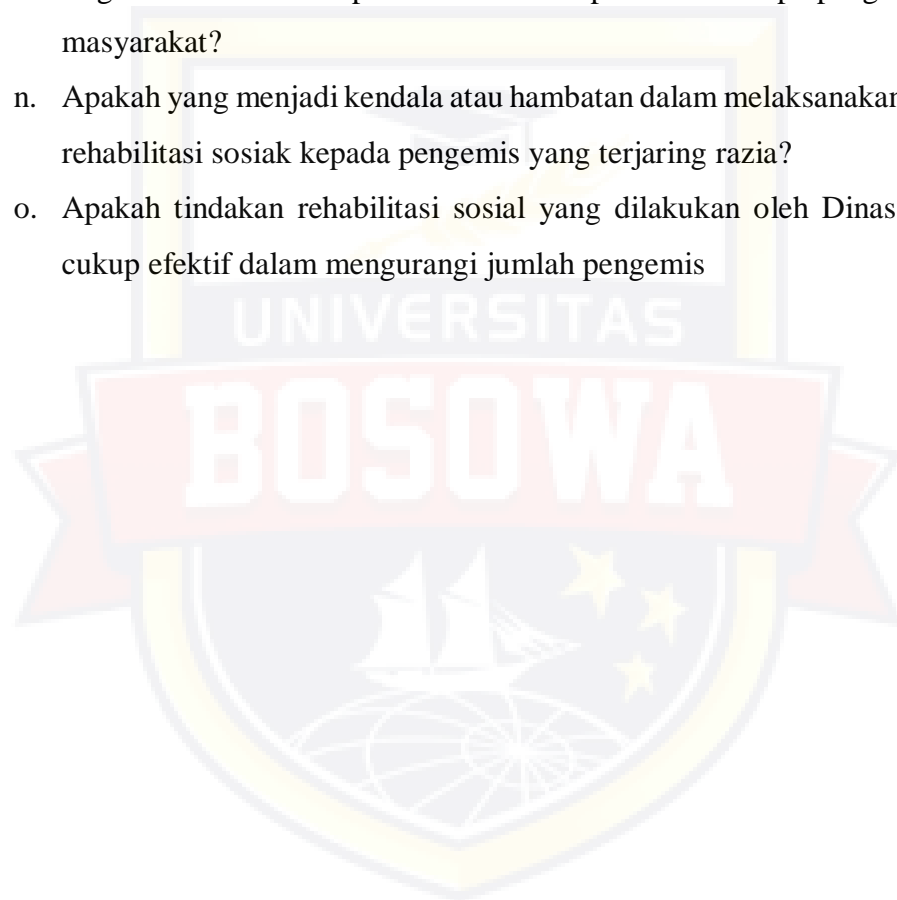 masyarakat?
n. Apakah yang menjadi kendala atau hambatan dalam melaksanakan
rehabilitasi sosiak kepada pengemis yang terjaring razia?
o. Apakah tindakan rehabilitasi sosial yang dilakukan oleh Dinas
cukup efektif dalam mengurangi jumlah pengemis
UNIVERSITAS
BOSOWA